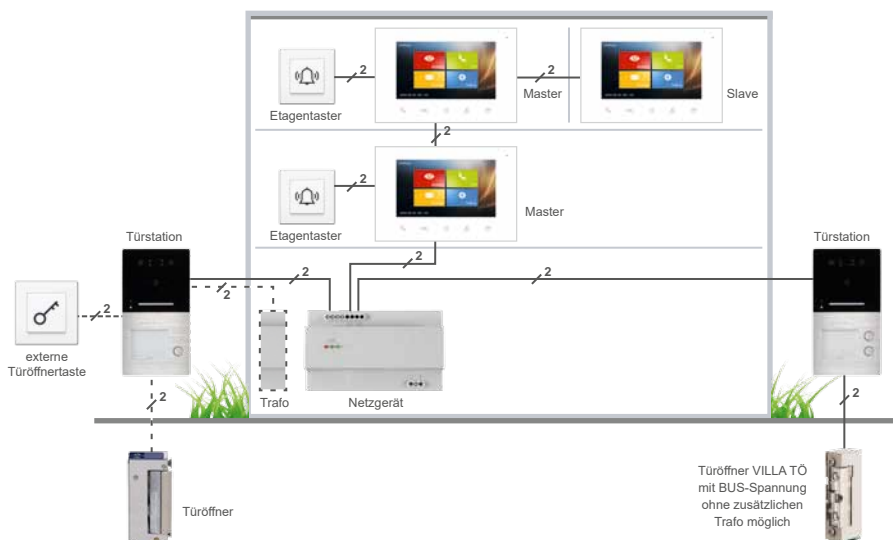 2
2
Etagentaster
Master
Slave
2
2
Etagentaster
Master
Türstation
Türstation
2
2
2
2
2
externe
Türöffnertaste
Trafo
Netzgerät
2
2
Türöffner
Türöffner VILLA TÖ
mit BUS-Spannung
ohne zusätzlichen
Trafo möglich